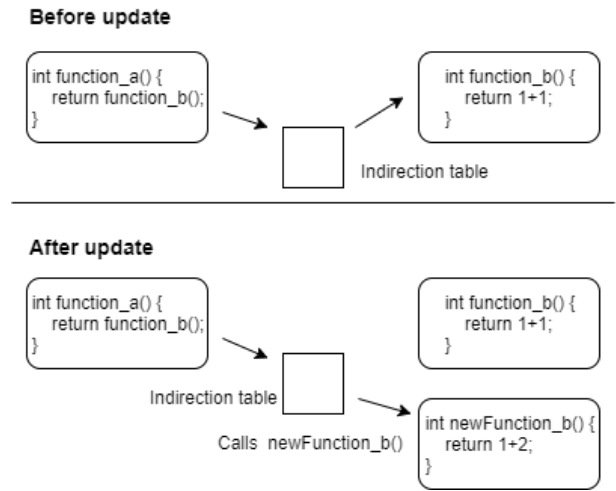 Before update
int function_a() {
return function_b();
}
int function_b() {
return 1+1;
}
Indirection table
After update
int function_a() {
return function_b();
}
int function_b() {
return 1+1;
}
Indirection table
Calls newFunction_b()
int newFunction_b() {
return 1+2;
}